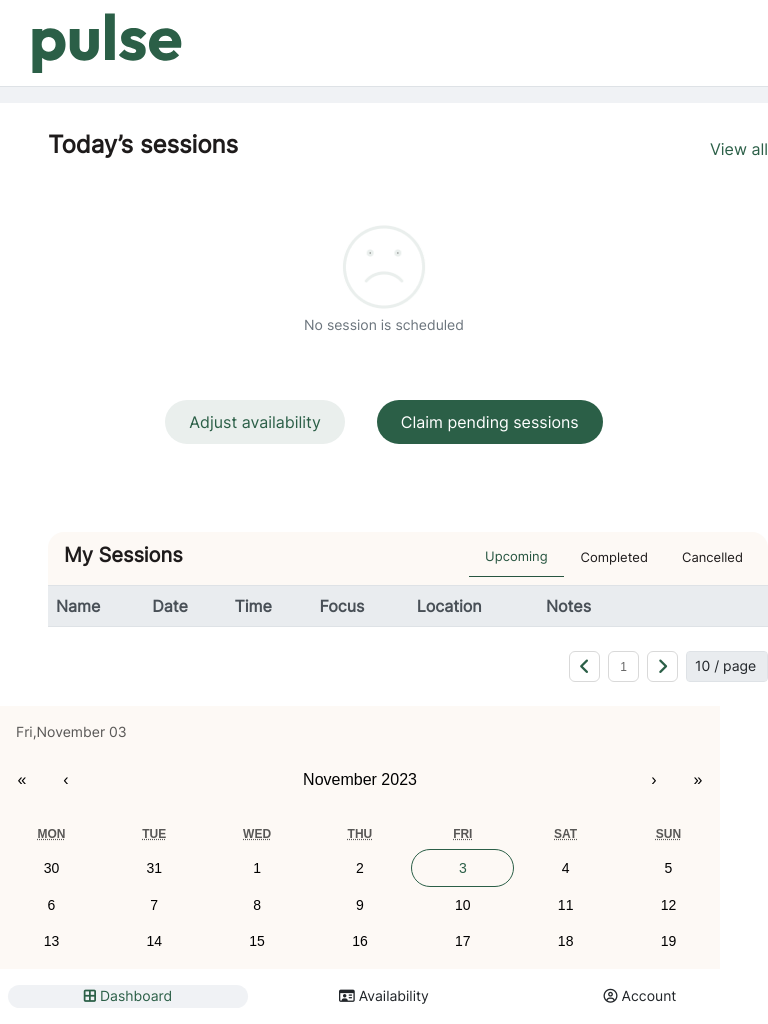 pulse
Today’s sessions
View all
No session is scheduled
Adjust availability Claim pending sessions
My Sessions Upcoming Completed Cancelled
Name Date Time Focus Location Notes
1 10 / page
Fri,November 03
« ‹ November 2023 › »
MON TUE WED THU FRI SAT SUN
30 31 1 2 3 4 5
6 7 8 9 10 11 12
13 14 15 16 17 18 19
Dashboard Availability Account